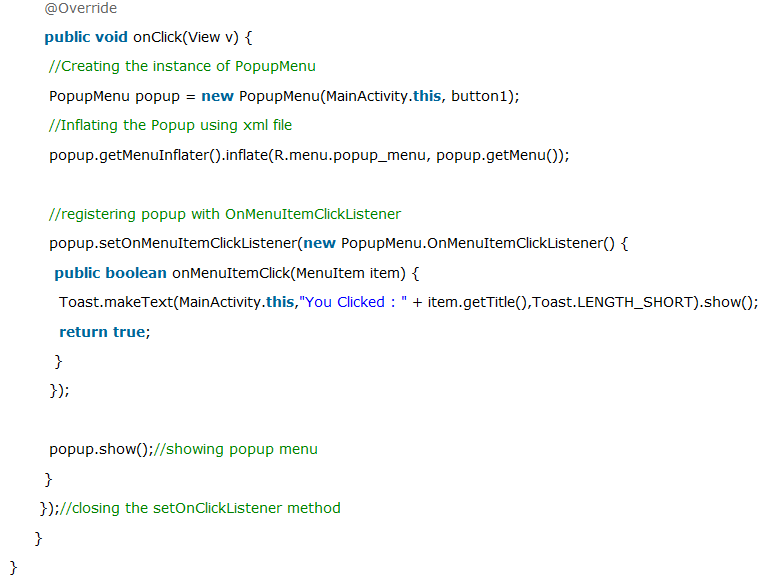 @Override
public void onClick(View v) {
//Creating the instance of PopupMenu
PopupMenu popup = new PopupMenu(MainActivity.this, button1);
//Inflating the Popup using xml file
popup.getMenuInflater().inflate(R.menu.popup_menu, popup.getMenu());
//registering popup with OnMenuItemClickListener
popup.setOnMenuItemClickListener(new PopupMenu.OnMenuItemClickListener() {
public boolean onMenuItemClick(MenuItem item) {
Toast.makeText(MainActivity.this,"You Clicked : " + item.getTitle(),Toast.LENGTH_SHORT).show();
return true;
}
});
popup.show();//showing popup menu
}
});//closing the setOnClickListener method
}
}